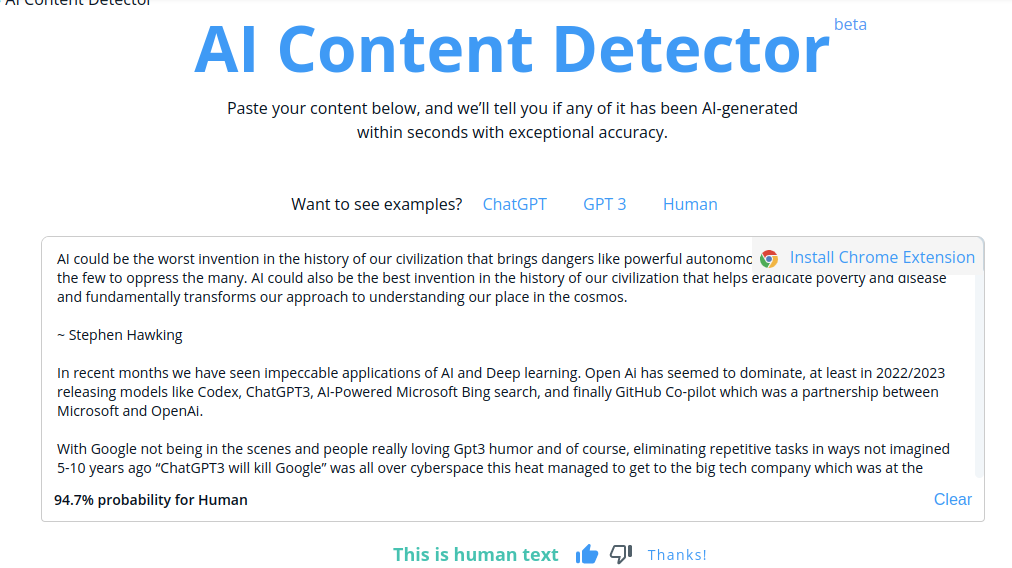 AI Content Detector
AI Content Detector beta
Paste your content below, and we’ll tell you if any of it has been AI-generated
within seconds with exceptional accuracy.
Want to see examples? ChatGPT GPT 3 Human
Install Chrome Extension
AI could be the worst invention in the history of our civilization that brings dangers like powerful
the few to oppress the many. AI could also be the best invention in the history of our civilization that helps eradicate poverty and disease
and fundamentally transforms our approach to understanding our place in the cosmos.
~ Stephen Hawking
In recent months we have seen impeccable applications of AI and Deep learning. Open Ai has seemed to dominate, at least in 2022/2023
releasing models like Codex, ChatGPT3, AI-Powered Microsoft Bing search, and finally GitHub Co-pilot which was a partnership between
Microsoft and OpenAi.
With Google not being in the scenes and people really loving Gpt3 humor and of course, eliminating repetitive tasks in ways not imagined
5-10 years ago “ChatGPT3 will kill Google” was all over cyberspace this heat managed to get to the big tech company which was at the
94.7% probability for Human
Clear
This is human text
Thanks!